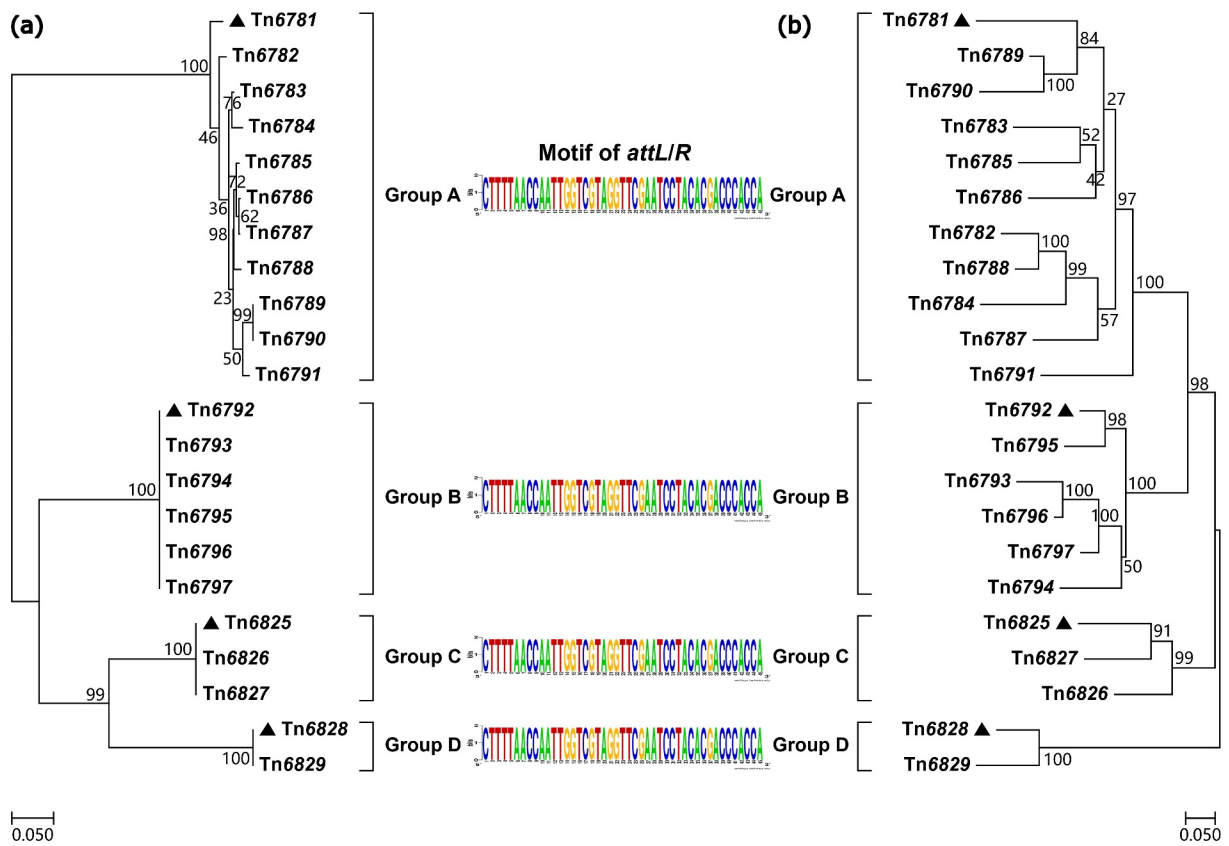 (a)
Tn6781
Tn6782
Tn6783
Tn6784
Tn6785
Tn6786
Tn6787
Tn6788
Tn6789
Tn6790
Tn6791
Tn6792
Tn6793
Tn6794
Tn6795
Tn6796
Tn6797
Tn6825
Tn6826
Tn6827
Tn6828
Tn6829
100
76
46
72
36
62
98
23
99
50
100
100
99
100
0.050
Group A
Group B
Group C
Group D
Motif of attL/R
CTTTTAACCAATTGGTCGTAGGTTCGAATCCTACACGACCCACCA
CTTTTAACCAATTGGTCGTAGGTTCGAATCCTACACGACCCACCA
CTTTTAACCAATTGGTCGTAGGTTCGAATCCTACACGACCCACCA
CTTTTAACCAATTGGTCGTAGGTTCGAATCCTACACGACCCACCA
Group A
Group B
Group C
Group D
(b)
Tn6781
Tn6789
Tn6790
Tn6783
Tn6785
Tn6786
Tn6782
Tn6788
Tn6784
Tn6787
Tn6791
Tn6792
Tn6795
Tn6793
Tn6796
Tn6797
Tn6794
Tn6825
Tn6827
Tn6826
Tn6828
Tn6829
84
100
27
52
42
97
100
99
100
57
98
98
100
100
100
50
91
99
100
0.050